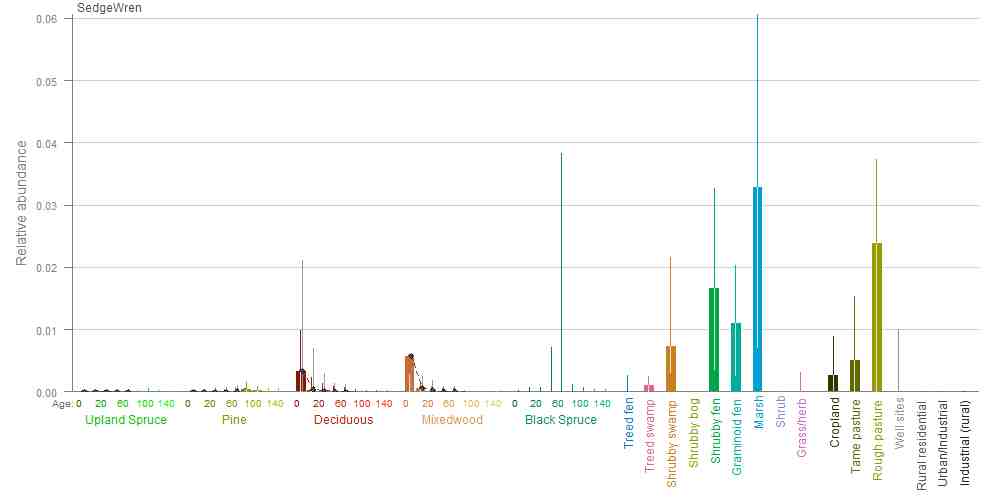 SedgeWren
0.06
0.05
0.04
0.03
0.02
0.01
0.00
Relative abundance
Age: 0 20 60 100 140 0 20 60 100 140 0 20 60 100 140 0 20 60 100 140 0 20 60 100 140
Upland Spruce Pine Deciduous Mixedwood Black Spruce
Treed fen
Treed swamp
Shrubby swamp
Shrubby bog
Shrubby fen
Graminoid fen
Marsh
Shrub
Grass/herb
Cropland
Tame pasture
Rough pasture
Well sites
Rural residential
Urban/Industrial
Industrial (rural)